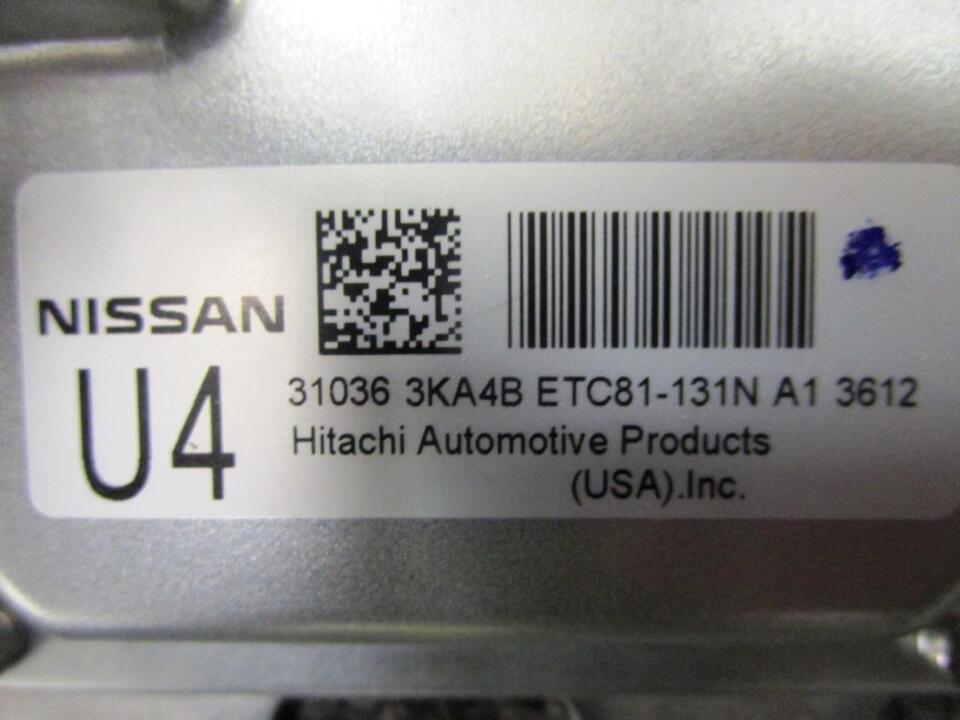 NISSAN
U4
31036 3KA4B ETC81-131N A1 3612
Hitachi Automotive Products
(USA).Inc.